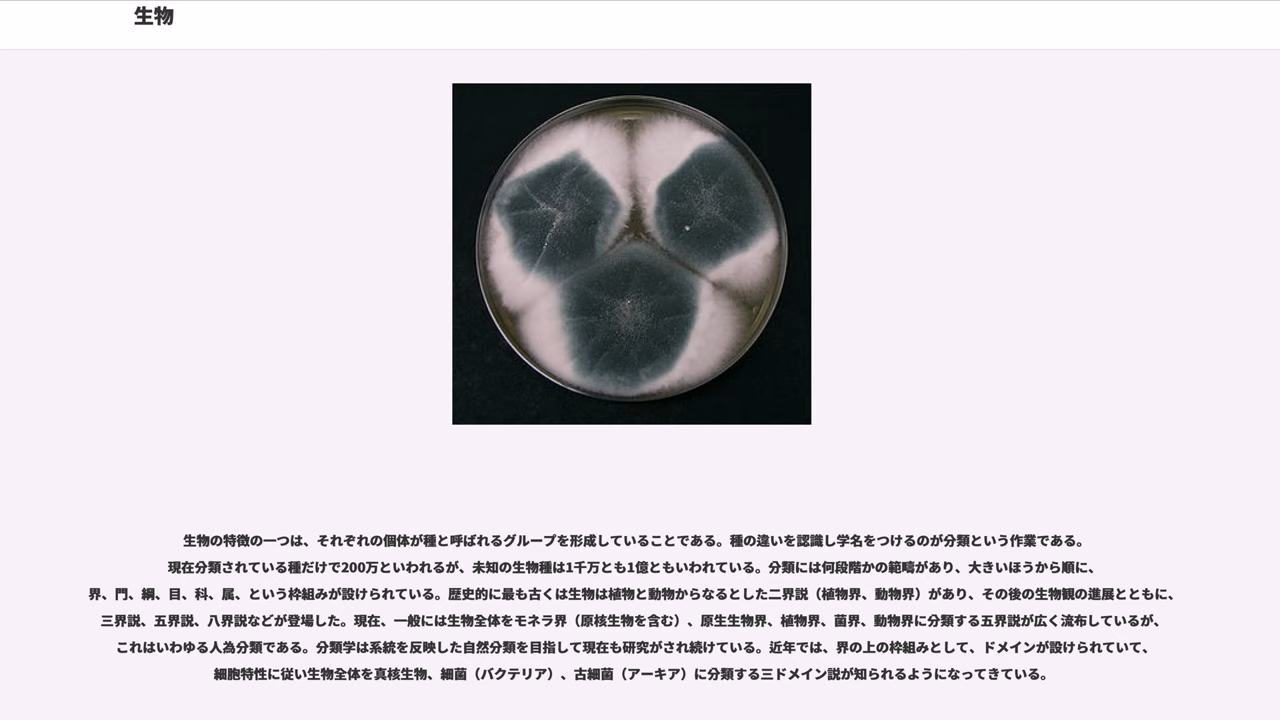 生物
生物の特徴の一つは、それぞれの個体が種と呼ばれるグループを形成していることである。種の違いを認識し学名をつけるのが分類という作業である。
現在分類されている種だけで200万といわれるが、未知の生物種は1千万とも1億ともいわれている。分類には何段階かの範疇があり、大きいほうから順に、
界、門、綱、目、科、属、という枠組みが設けられている。歴史的に最も古くは生物は植物と動物からなるとした二界説（植物界、動物界）があり、その後の生物観の進展とともに、
三界説、五界説、八界説などが登場した。現在、一般には生物全体をモネラ界（原核生物を含む）、原生生物界、植物界、菌界、動物界に分類する五界説が広く流布しているが、
これはいわゆる人為分類である。分類学は系統を反映した自然分類を目指して現在も研究がされ続けている。近年では、界の上の枠組みとして、ドメインが設けられていて、
細胞特性に従い生物全体を真核生物、細菌（バクテリア）、古細菌（アーキア）に分類する三ドメイン説が知られるようになってきている。